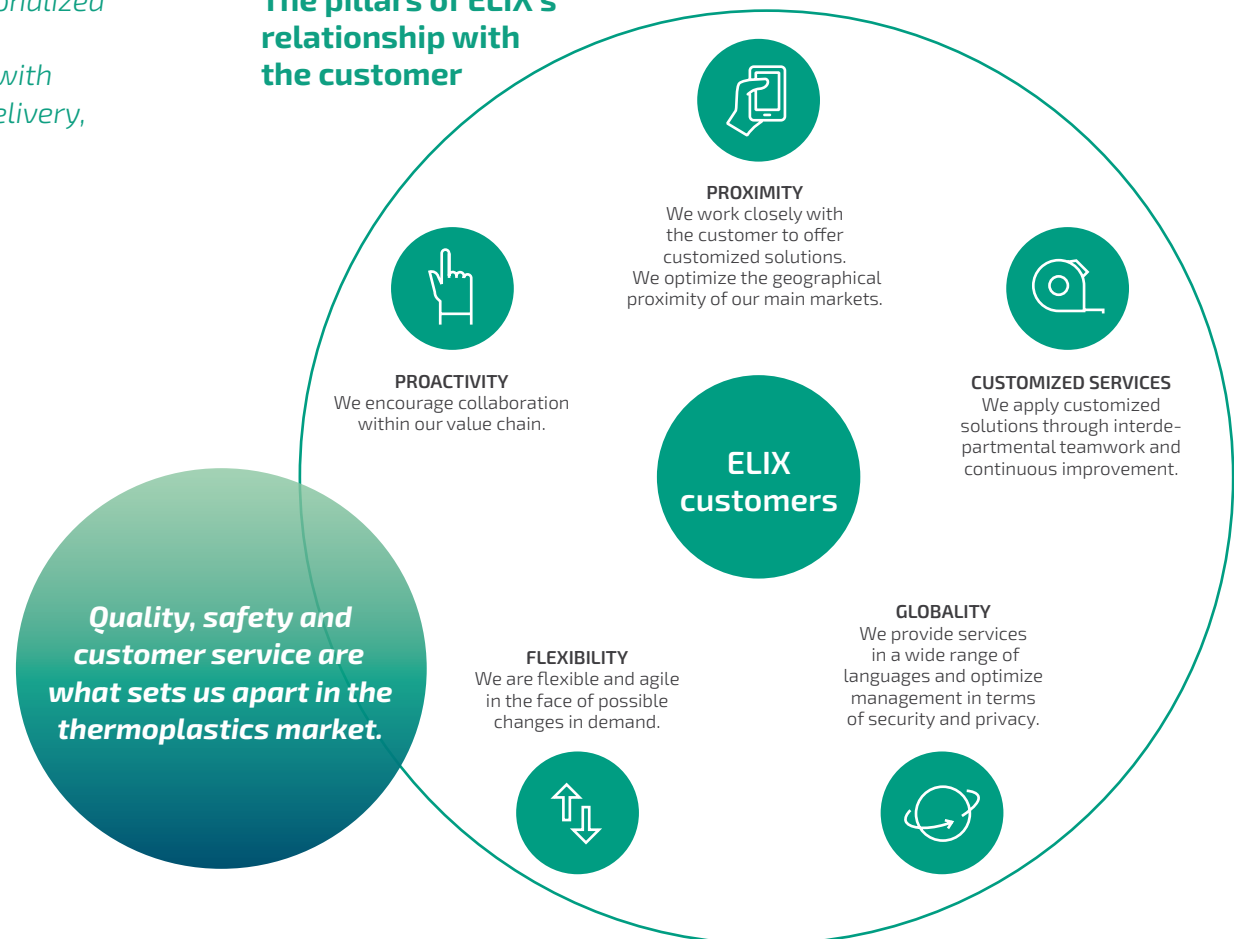 with
elivery,
The pillars of ELIX's
relationship with
the customer
PROXIMITY
We work closely with
the customer to offer
customized solutions.
We optimize the geographical
proximity of our main markets.
PROACTIVITY
We encourage collaboration
within our value chain.
CUSTOMIZED SERVICES
We apply customized
solutions through interde-
partmental teamwork and
continuous improvement.
ELIX
customers
Quality, safety and
customer service are
what sets us apart in the
thermoplastics market.
FLEXIBILITY
We are flexible and agile
in the face of possible
changes in demand.
GLOBALITY
We provide services
in a wide range of
languages and optimize
management in terms
of security and privacy.